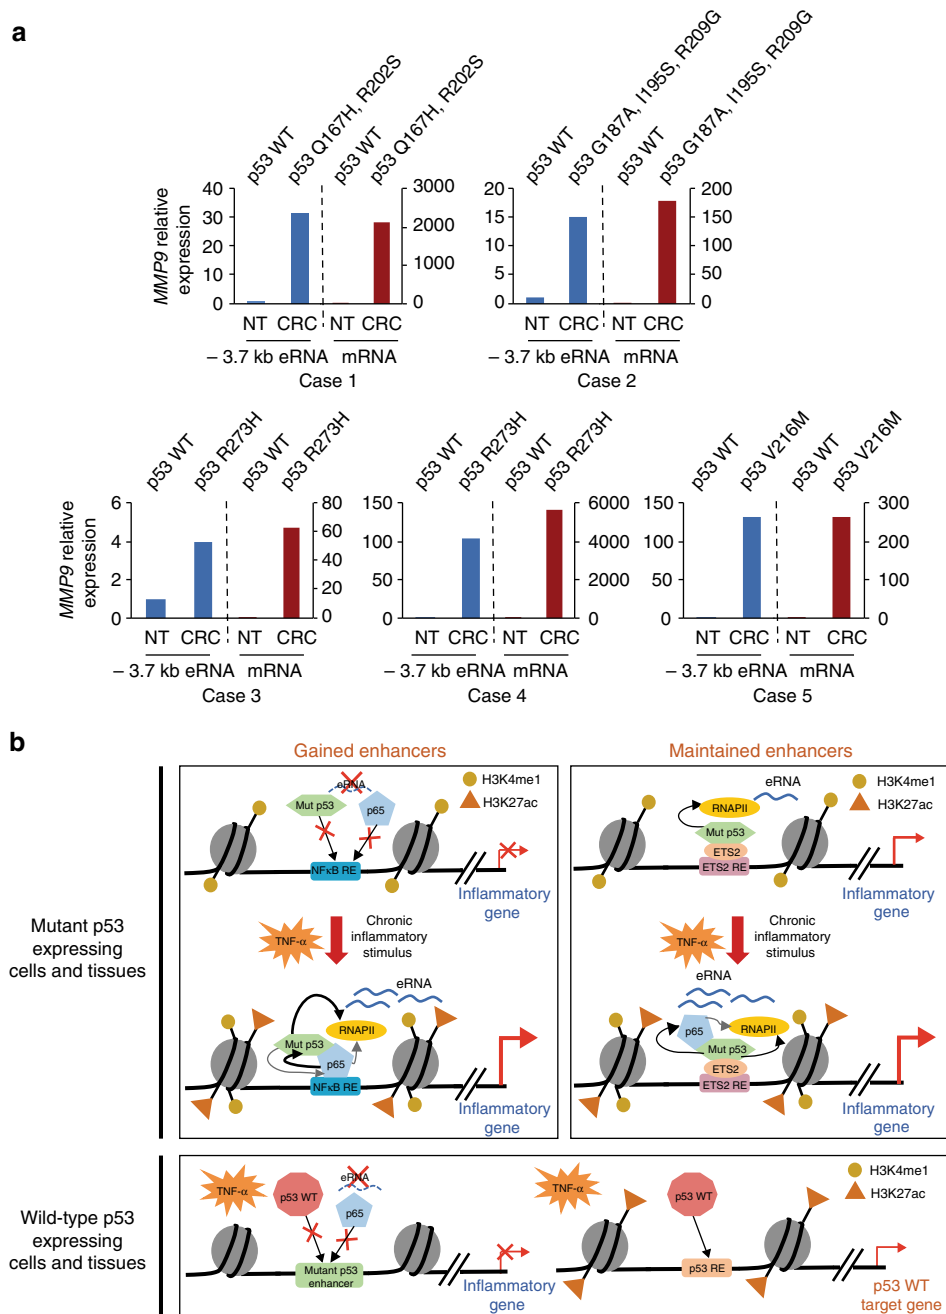 a
p53 WT
p53 Q167H, R202S
p53 WT
p53 Q167H, R202S
MMP9 relative
expression
40
30
20
10
0
3000
2000
1000
0
NT CRC NT CRC
– 3.7 kb eRNA mRNA
Case 1
p53 WT
p53 G187A, I195S, R209G
p53 WT
p53 G187A, I195S, R209G
20
15
10
5
0
200
150
100
50
0
NT CRC NT CRC
– 3.7 kb eRNA mRNA
Case 2
p53 WT
p53 R273H
p53 WT
p53 R273H
MMP9 relative
expression
6
4
2
0
80
60
40
20
0
NT CRC NT CRC
– 3.7 kb eRNA mRNA
Case 3
p53 WT
p53 R273H
p53 WT
p53 R273H
150
100
50
0
6000
4000
2000
0
NT CRC NT CRC
– 3.7 kb eRNA mRNA
Case 4
p53 WT
p53 V216M
p53 WT
p53 V216M
150
100
50
0
300
200
100
0
NT CRC NT CRC
– 3.7 kb eRNA mRNA
Case 5
b
Gained enhancers
Maintained enhancers
Mutant p53
expressing
cells and tissues
eRNA
Mut p53
p65
H3K4me1
H3K27ac
NFκB RE
Inflammatory
gene
TNF-α
Chronic
inflammatory
stimulus
eRNA
RNAPII
Mut p53
p65
NFκB RE
Inflammatory
gene
eRNA
RNAPII
Mut p53
ETS2
ETS2 RE
H3K4me1
H3K27ac
Inflammatory
gene
TNF-α
Chronic
inflammatory
stimulus
eRNA
p65
RNAPII
Mut p53
ETS2
ETS2 RE
Inflammatory
gene
Wild-type p53
expressing
cells and tissues
TNF-α
p53 WT
eRNA
p65
Mutant p53
enhancer
Inflammatory
gene
TNF-α
p53 WT
p53 RE
H3K4me1
H3K27ac
p53 WT
target gene